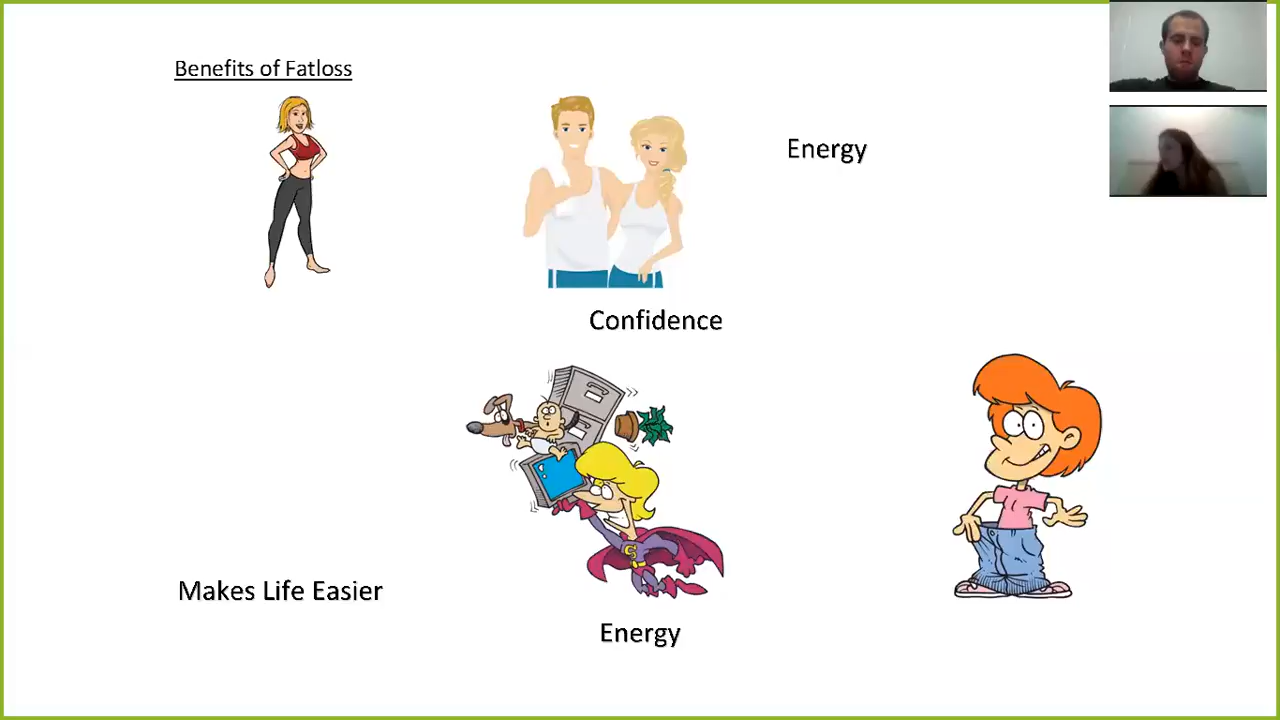 Benefits of Fatloss
Energy
Confidence
S
Makes Life Easier
Energy